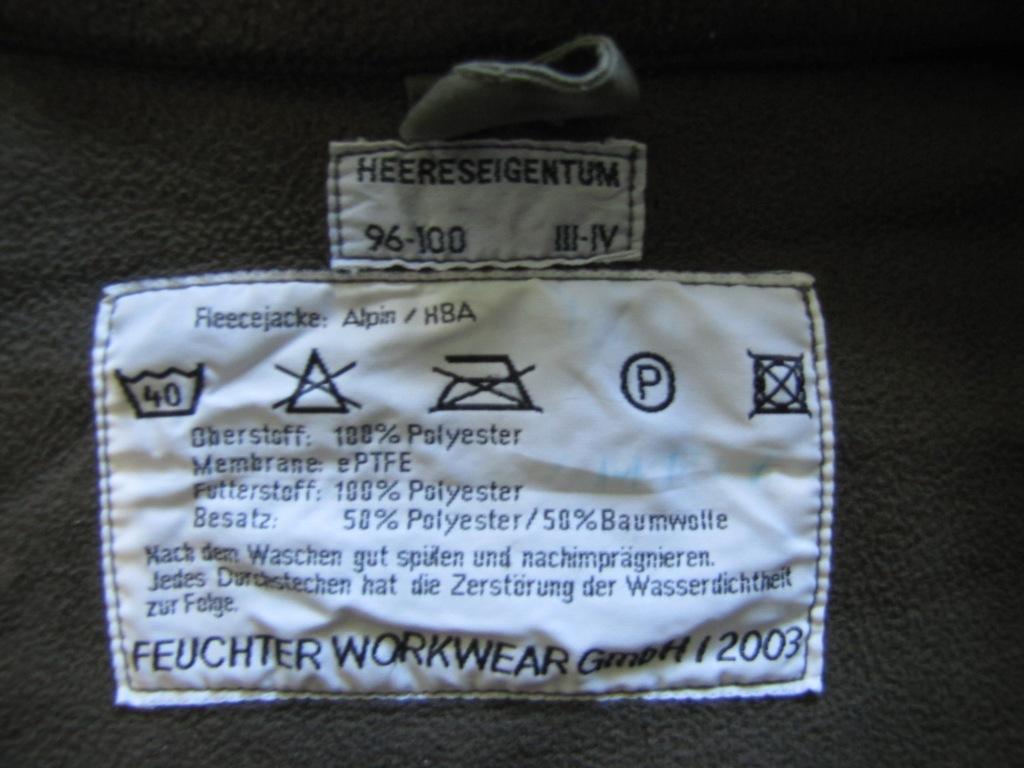 HEERESEIGENTUM
96-100 III-IV
Fleecejacke: Alpin / KBA
40 P
Oberstoff: 100% Polyester
Membrane: ePTFE
Futterstoff: 100% Polyester
Besatz: 50% Polyester/50%Baumwolle
Nach dem Waschen gut spülen und nachimprägnieren.
Jedes Durchstechen hat die Zerstörung der Wasserdichtheit
zur Folge.
FEUCHTER WORKWEAR GmbH / 2003